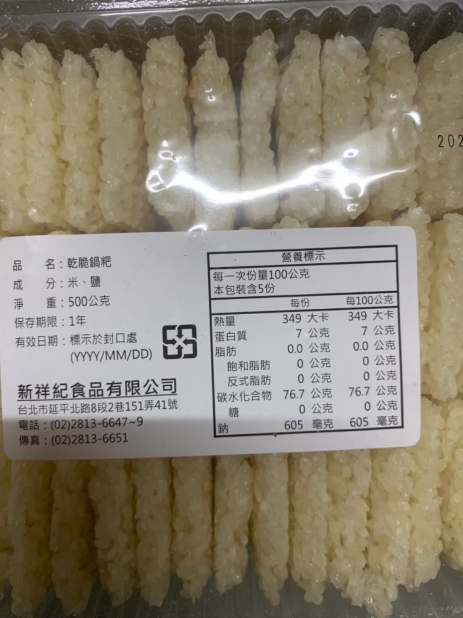 202
品　　名：乾脆鍋粑
成　　分：米、鹽
淨　　重：500公克
保存期限：1年
有效日期：標示於封口處
(YYYY/MM/DD)
新祥紀食品有限公司
台北市延平北路8段2巷151弄41號
電話：(02)2813-6647~9
傳真：(02)2813-6651
營養標示
每一次份量100公克
本包裝含5份
每份 每100公克
熱量 349 大卡 349 大卡
蛋白質 7 公克 7 公克
脂肪 0.0 公克 0.0 公克
飽和脂肪 0 公克 0 公克
反式脂肪 0 公克 0 公克
碳水化合物 76.7 公克 76.7 公克
糖 0 公克 0 公克
鈉 605 毫克 605 毫克